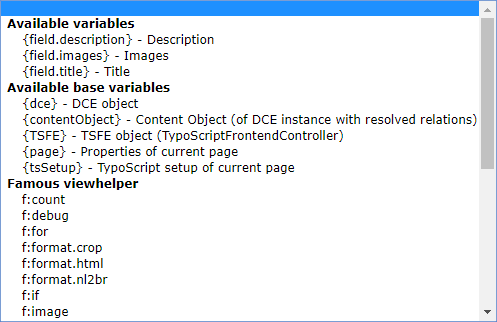 Available variables
{field.description} - Description
{field.images} - Images
{field.title} - Title
Available base variables
{dce} - DCE object
{contentObject} - Content Object (of DCE instance with resolved relations)
{TSFE} - TSFE object (TypoScriptFrontendController)
{page} - Properties of current page
{tsSetup} - TypoScript setup of current page
Famous viewhelper
f:count
f:debug
f:for
f:format.crop
f:format.html
f:format.nl2br
f:if
f:image